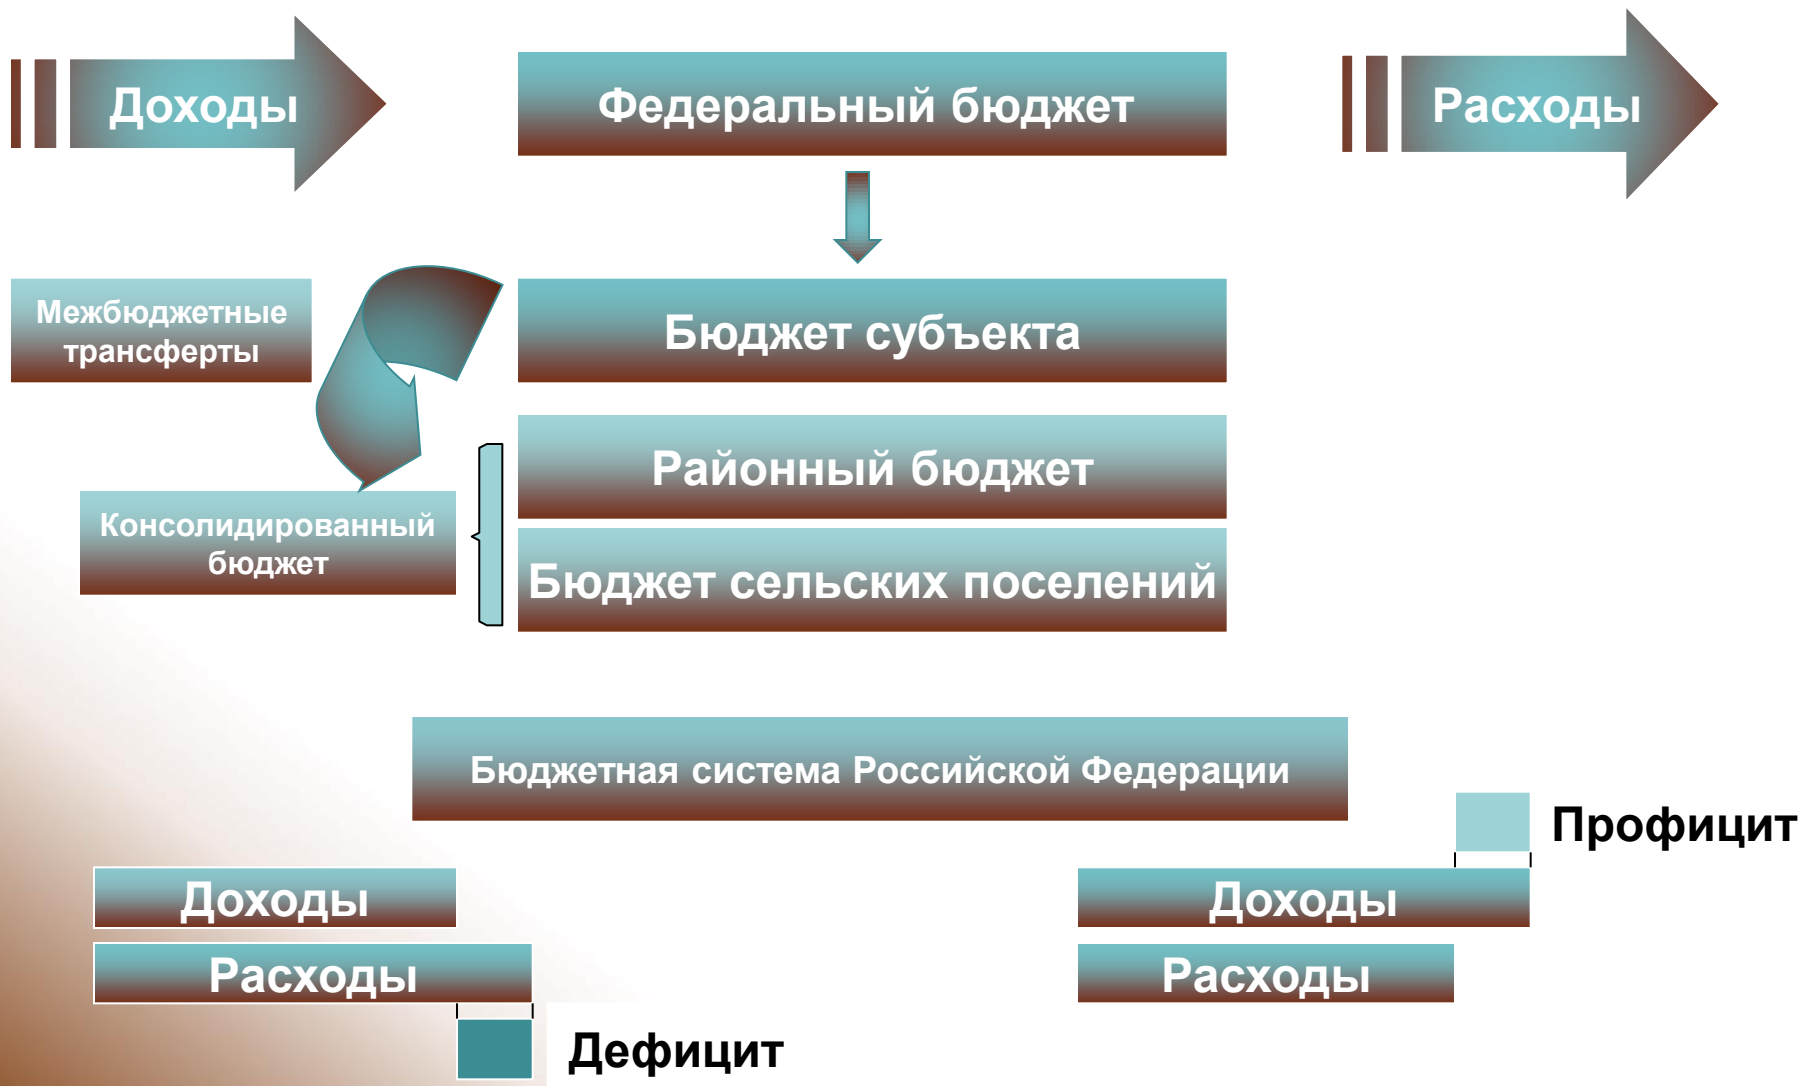 Доходы
Федеральный бюджет
Расходы
Межбюджетные
трансферты
Бюджет субъекта
Районный бюджет
Консолидированный
бюджет
Бюджет сельских поселений
Бюджетная система Российской Федерации
Профицит
Доходы
Доходы
Расходы
Расходы
Дефицит